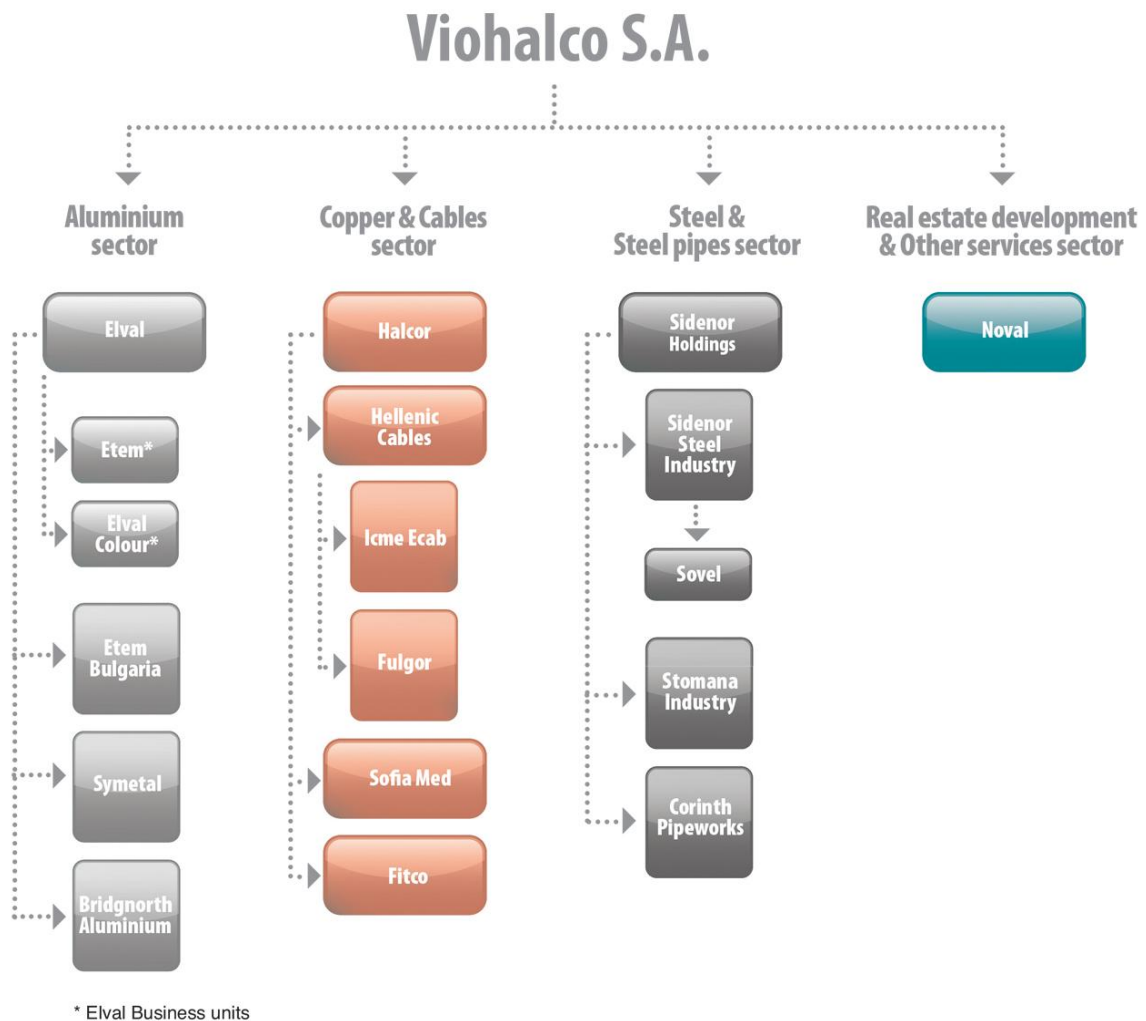 Viohalco S.A.
Aluminium
sector
Elval
Etem*
Elval
Colour*
Etem
Bulgaria
Symetal
Bridgnorth
Aluminium
Copper & Cables
sector
Halcor
Hellenic
Cables
Icme Ecab
Fulgor
Sofia Med
Fitco
Steel &
Steel pipes sector
Sidenor
Holdings
Sidenor
Steel
Industry
Sovel
Stomana
Industry
Corinth
Pipeworks
Real estate development
& Other services sector
Noval
* Elval Business units